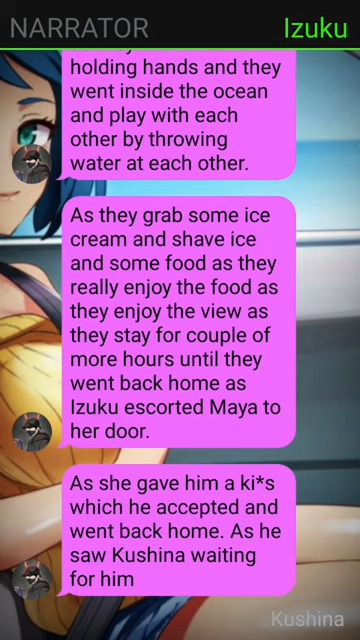 NARRATOR Izuku
holding hands and they
went inside the ocean
and play with each
other by throwing
water at each other.
As they grab some ice
cream and shave ice
and some food as they
really enjoy the food as
they enjoy the view as
they stay for couple of
more hours until they
went back home as
Izuku escorted Maya to
her door.
As she gave him a ki*s
which he accepted and
went back home. As he
saw Kushina waiting
for him
Kushina